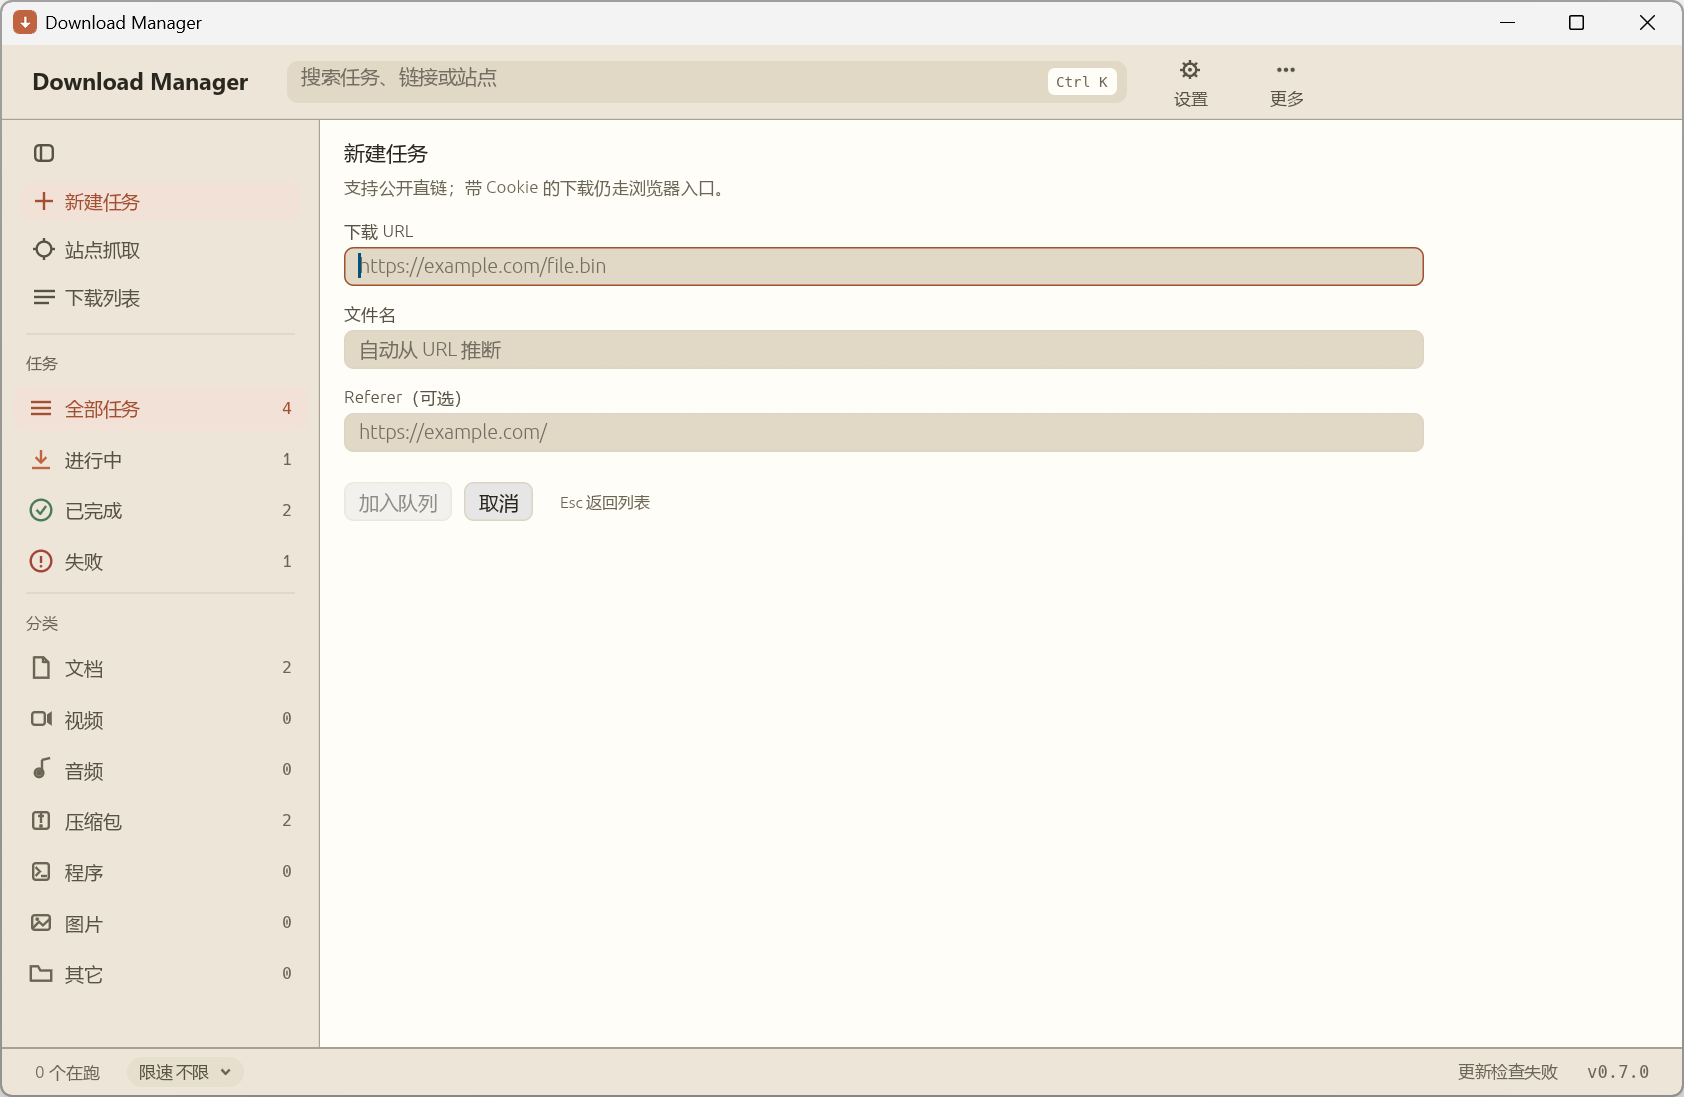 Download Manager
Download Manager
搜索任务、链接或站点
Ctrl K
设置
更多
新建任务
站点抓取
下载列表
任务
全部任务 4
进行中 1
已完成 2
失败 1
分类
文档 2
视频 0
音频 0
压缩包 2
程序 0
图片 0
其它 0
新建任务
支持公开直链；带 Cookie 的下载仍走浏览器入口。
下载 URL
https://example.com/file.bin
文件名
自动从 URL 推断
Referer（可选）
https://example.com/
加入队列
取消
Esc 返回列表
0 个在跑
限速 不限
更新检查失败
v0.7.0